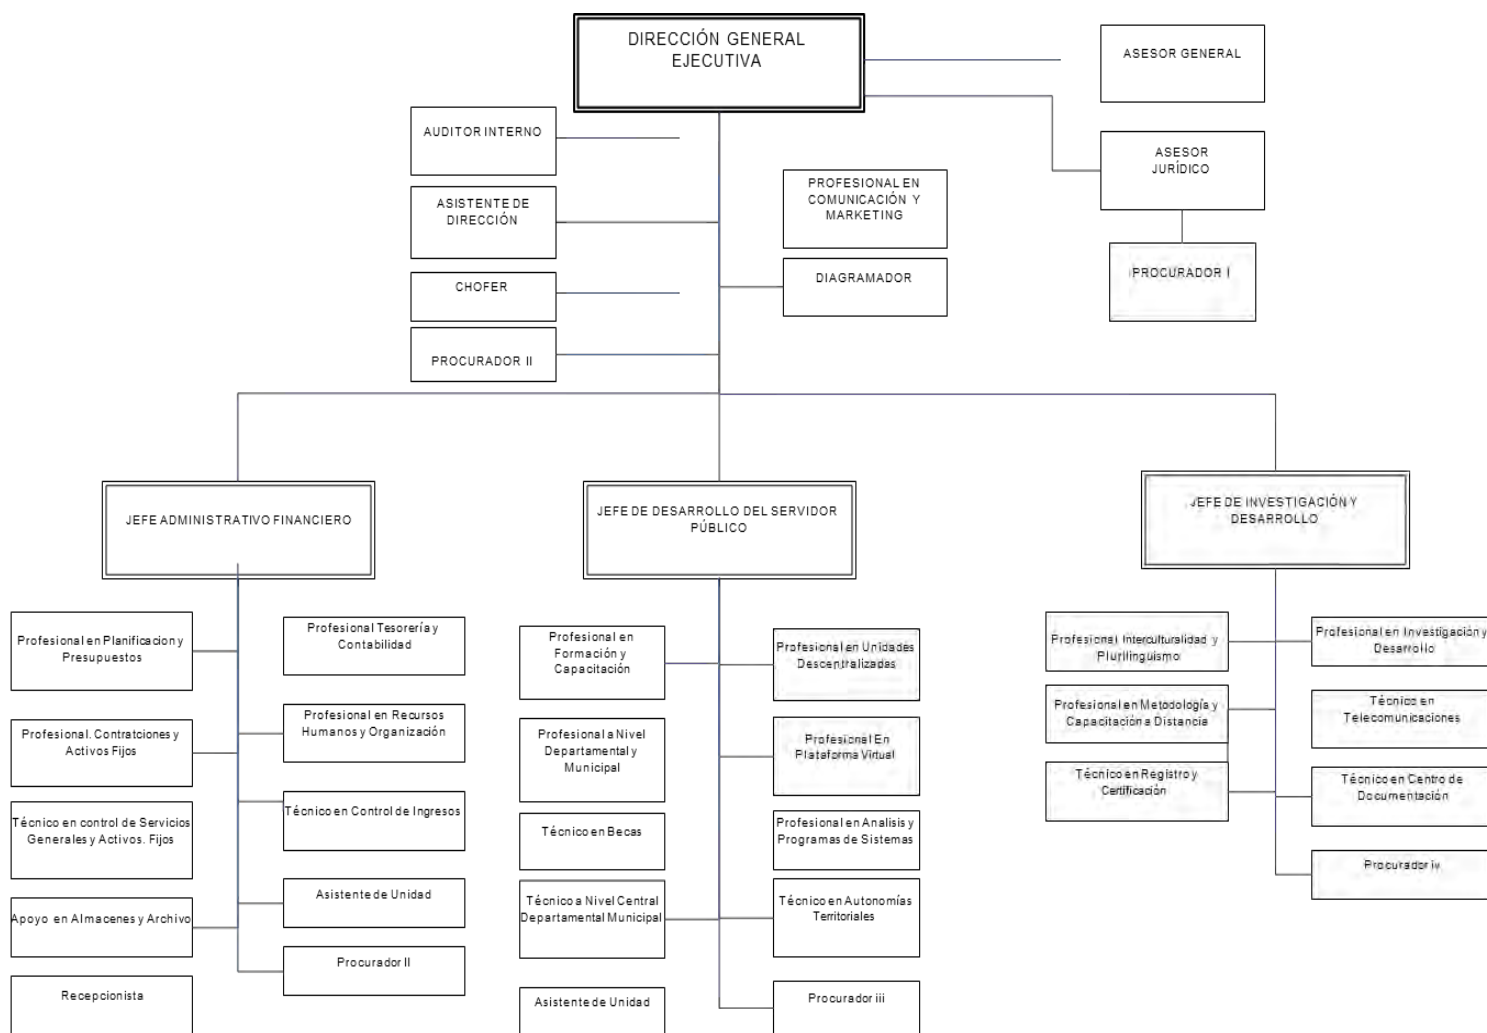 DIRECCIÓN GENERAL
EJECUTIVA
ASESOR GENERAL
AUDITOR INTERNO
ASESOR
JURÍDICO
PROFESIONAL EN
COMUNICACIÓN Y
MARKETING
ASISTENTE DE
DIRECCIÓN
PROCURADOR I
DIAGRAMADOR
CHOFER
PROCURADOR II
JEFE ADMINISTRATIVO FINANCIERO
JEFE DE DESARROLLO DEL SERVIDOR
PÚBLICO
JEFE DE INVESTIGACIÓN Y
DESARROLLO
Profesional en Planificacion y
Presupuestos
Profesional Tesorería y
Contabilidad
Profesional. Contratciones y
Activos Fijos
Profesional en Recursos
Humanos y Organización
Técnico en control de Servicios
Generales y Activos. Fijos
Técnico en Control de Ingresos
Apoyo en Almacenes y Archivo
Asistente de Unidad
Recepcionista
Procurador II
Profesional en
Formación y
Capacitación
Profesional en Unidades
Descentralizadas
Profesional a Nivel
Departamental y
Municipal
Profesional En
Plataforma Virtual
Técnico en Becas
Profesional en Analisis y
Programas de Sistemas
Técnico a Nivel Central
Departamental Municipal
Técnico en Autonomías
Territoriales
Asistente de Unidad
Procurador iii
Profesional Interculturalidad y
Plurilinguismo
Profesional en Investigación y
Desarrollo
Profesional en Metodología y
Capacitación a Distancia
Técnico en
Telecomunicaciones
Técnico en Registro y
Certificación
Técnico en Centro de
Documentación
Procurador iv